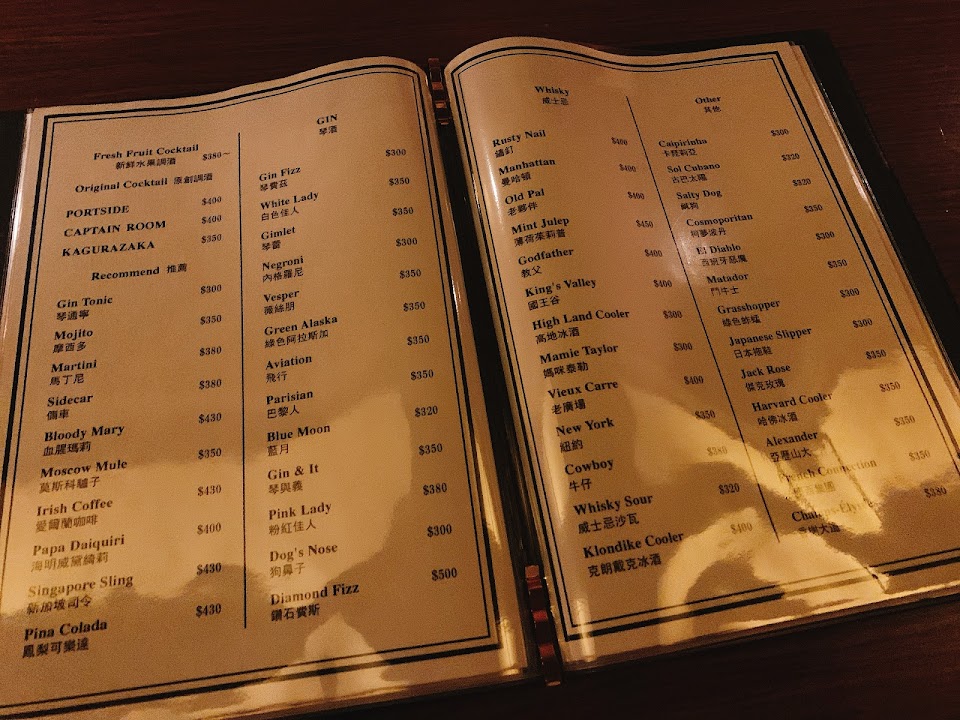 Fresh Fruit Cocktail
新鮮水果調酒 $380~
Original Cocktail 原創調酒
PORTSIDE $400
CAPTAIN ROOM $400
KAGURAZAKA $350
Recommend 推薦
Gin Tonic $300
琴通寧
Mojito $350
摩西多
Martini $380
馬丁尼
Sidecar $380
側車
Bloody Mary $430
血腥瑪莉
Moscow Mule $350
莫斯科騾子
Irish Coffee $430
愛爾蘭咖啡
Papa Daiquiri $400
海明威黛綺莉
Singapore Sling $430
新加坡司令
Pina Colada $430
鳳梨可樂達
GIN
琴酒
Gin Fizz $300
琴費茲
White Lady $350
白色佳人
Gimlet $350
琴蕾
Negroni $300
內格羅尼
Vesper $350
薇絲朋
Green Alaska $350
綠色阿拉斯加
Aviation $350
飛行
Parisian $350
巴黎人
Blue Moon $320
藍月
Gin & It $350
琴與義
Pink Lady $380
粉紅佳人
Dog's Nose $300
狗鼻子
Diamond Fizz $500
鑽石費斯
Whisky
威士忌
Rusty Nail $400
鏽釘
Manhattan $400
曼哈頓
Old Pal $400
老夥伴
Mint Julep $450
薄荷茱莉普
Godfather $400
教父
King's Valley $400
國王谷
High Land Cooler $300
高地冰酒
Mamie Taylor $300
媽咪泰勒
Vieux Carre $400
老廣場
New York $350
紐約
Cowboy $380
牛仔
Whisky Sour $320
威士忌沙瓦
Klondike Cooler $400
克朗戴克冰酒
Other
其他
Caipirinha $300
卡琵莉亞
Sol Cubano $320
古巴太陽
Salty Dog $320
鹹狗
Cosmoporitan $350
柯夢波丹
El Diablo $300
西班牙惡魔
Matador $350
鬥牛士
Grasshopper $300
綠色蚱蜢
Japanese Slipper $300
日本拖鞋
Jack Rose $350
傑克玫瑰
Harvard Cooler $350
哈佛冰酒
Alexander $350
亞歷山大
French Connection $350
$380